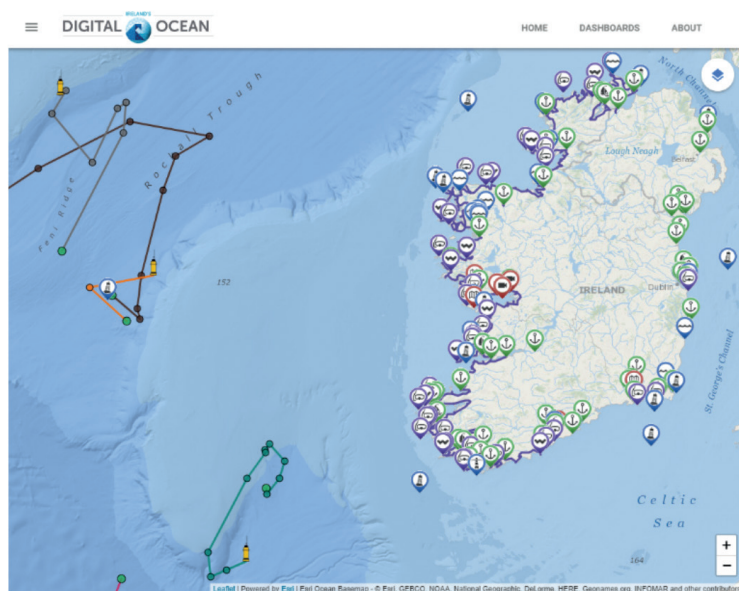 IRELAND'S
DIGITAL OCEAN
HOME DASHBOARDS ABOUT
North Channel
Rockall Trough
Lough Neagh
Belfast
Feni Ridge
152
IRELAND
Dublin
St. George's Channel
Celtic
Sea
164
+
−
Leaflet | Powered by Esri | Esri Ocean Basemap - © Esri, GEBCO, NOAA, National Geographic, DeLorme, HERE, Geonames.org, INFOMAR and other contributors